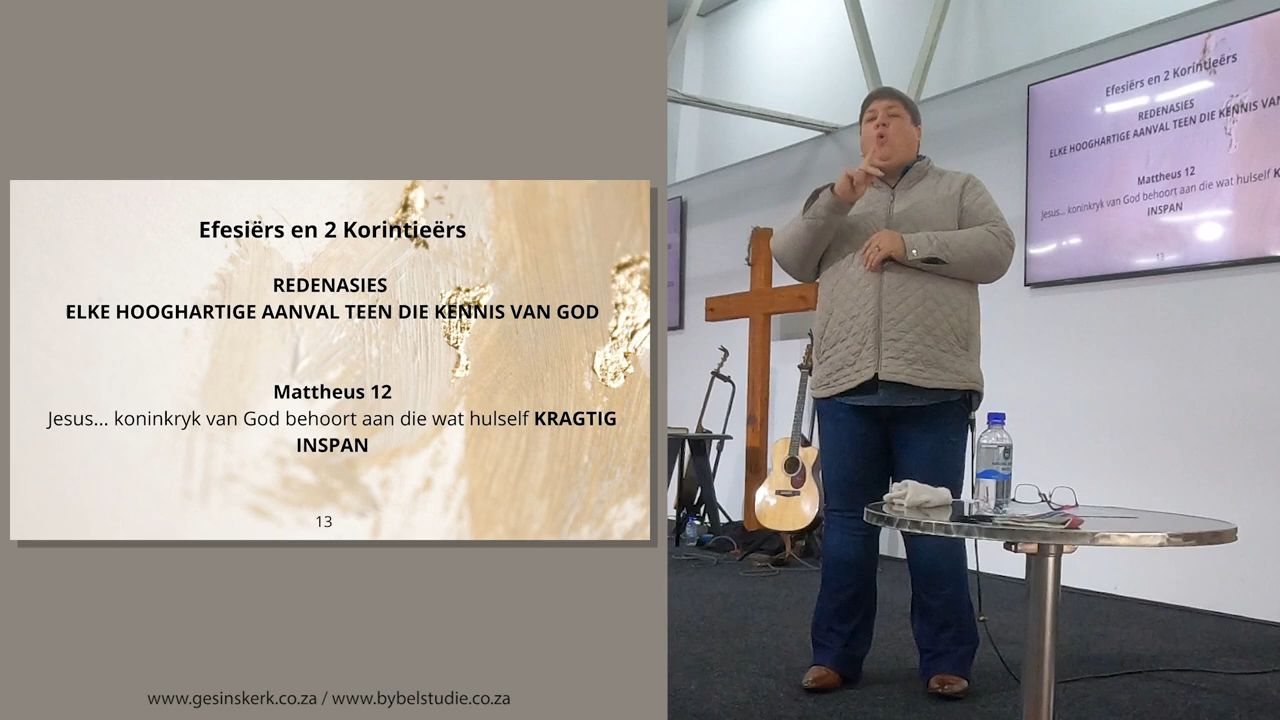 Efesiërs en 2 Korintieërs
REDENASIES
ELKE HOOGHARTIGE AANVAL TEEN DIE KENNIS VAN GOD
Mattheus 12
Jesus... koninkryk van God behoort aan die wat hulself KRAGTIG
INSPAN
13
www.gesinskerk.co.za / www.bybelstudie.co.za
Efesiërs en 2 Korintieërs
REDENASIES
ELKE HOOGHARTIGE AANVAL TEEN DIE KENNIS VAN
Mattheus 12
Jesus... koninkryk van God behoort aan die wat hulself K
INSPAN
13